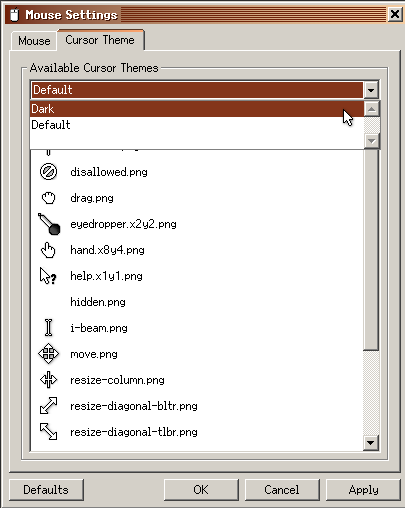 Mouse Settings
Mouse
Cursor Theme
Available Cursor Themes
Default
Dark
Default
disallowed.png
drag.png
eyedropper.x2y2.png
hand.x8y4.png
help.x1y1.png
hidden.png
i-beam.png
move.png
resize-column.png
resize-diagonal-bltr.png
resize-diagonal-tlbr.png
Defaults
OK
Cancel
Apply